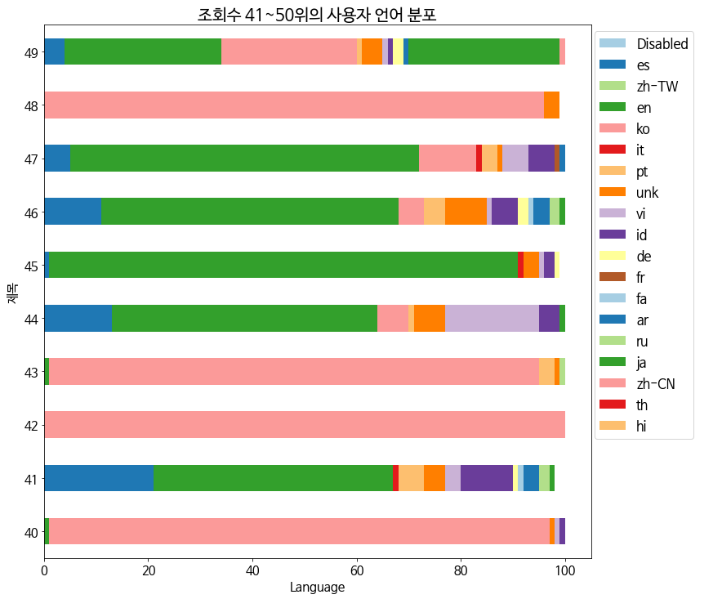 조회수 41~50위의 사용자 언어 분포
제목
49
48
47
46
45
44
43
42
41
40
0 20 40 60 80 100
Language
Disabled
es
zh-TW
en
ko
it
pt
unk
vi
id
de
fr
fa
ar
ru
ja
zh-CN
th
hi